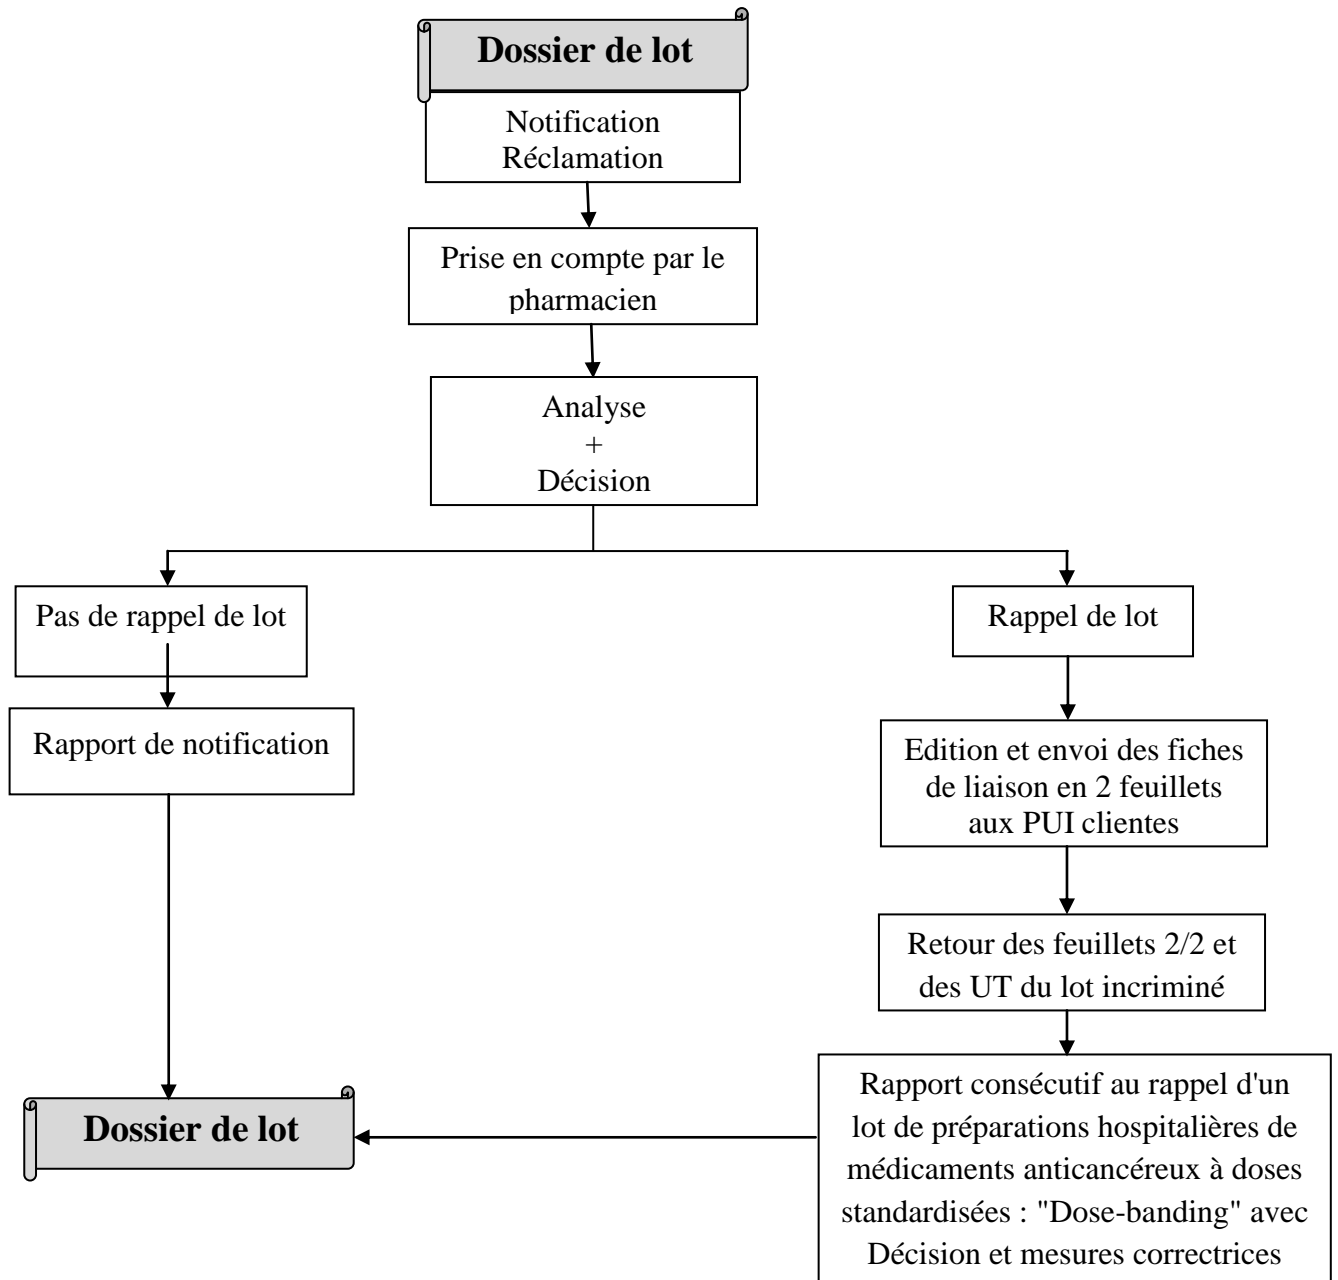 Dossier de lot
Notification
Réclamation
Prise en compte par le
pharmacien
Analyse
+
Décision
Pas de rappel de lot
Rappel de lot
Rapport de notification
Edition et envoi des fiches
de liaison en 2 feuillets
aux PUI clientes
Retour des feuillets 2/2 et
des UT du lot incriminé
Dossier de lot
Rapport consécutif au rappel d'un
lot de préparations hospitalières de
médicaments anticancéreux à doses
standardisées : "Dose-banding" avec
Décision et mesures correctrices